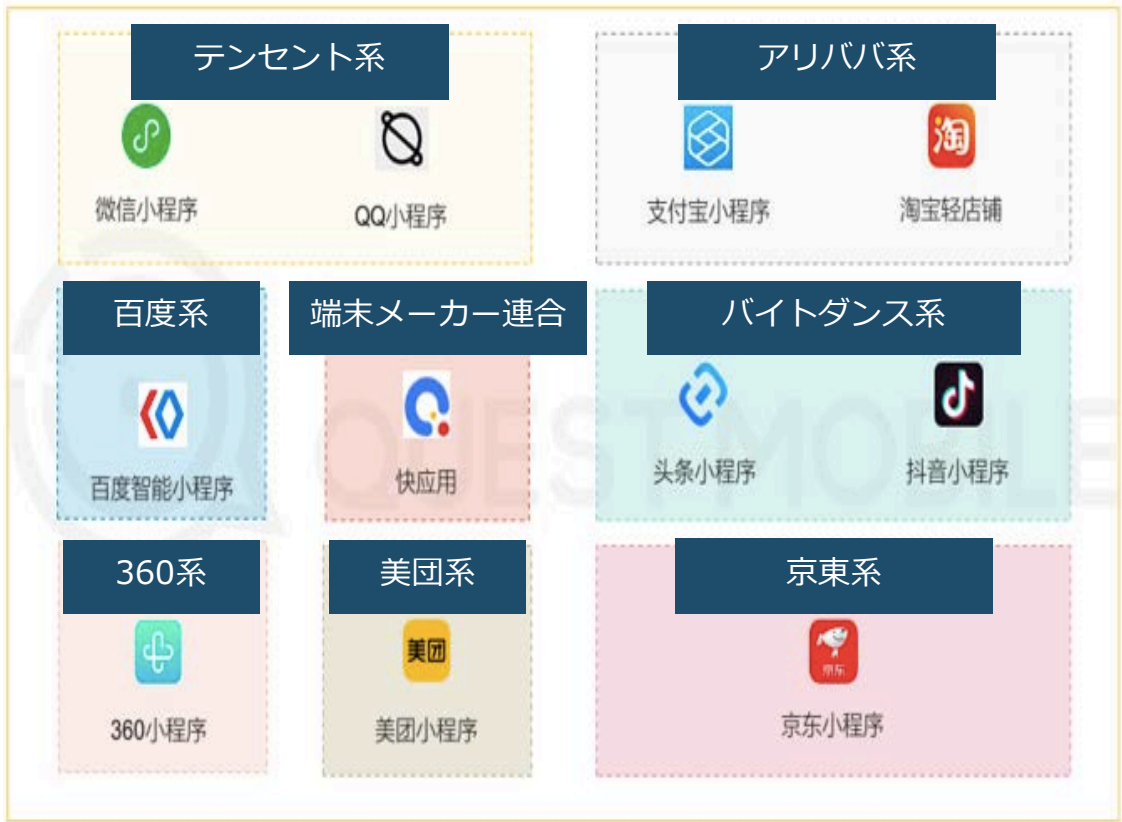 テンセント系
アリババ系
微信小程序
QQ小程序
支付宝小程序
淘
淘宝轻店铺
百度系
端末メーカー連合
バイトダンス系
百度智能小程序
快应用
头条小程序
抖音小程序
QUEST MOBILE
360系
美団系
京東系
美团
京东
360小程序
美团小程序
京东小程序